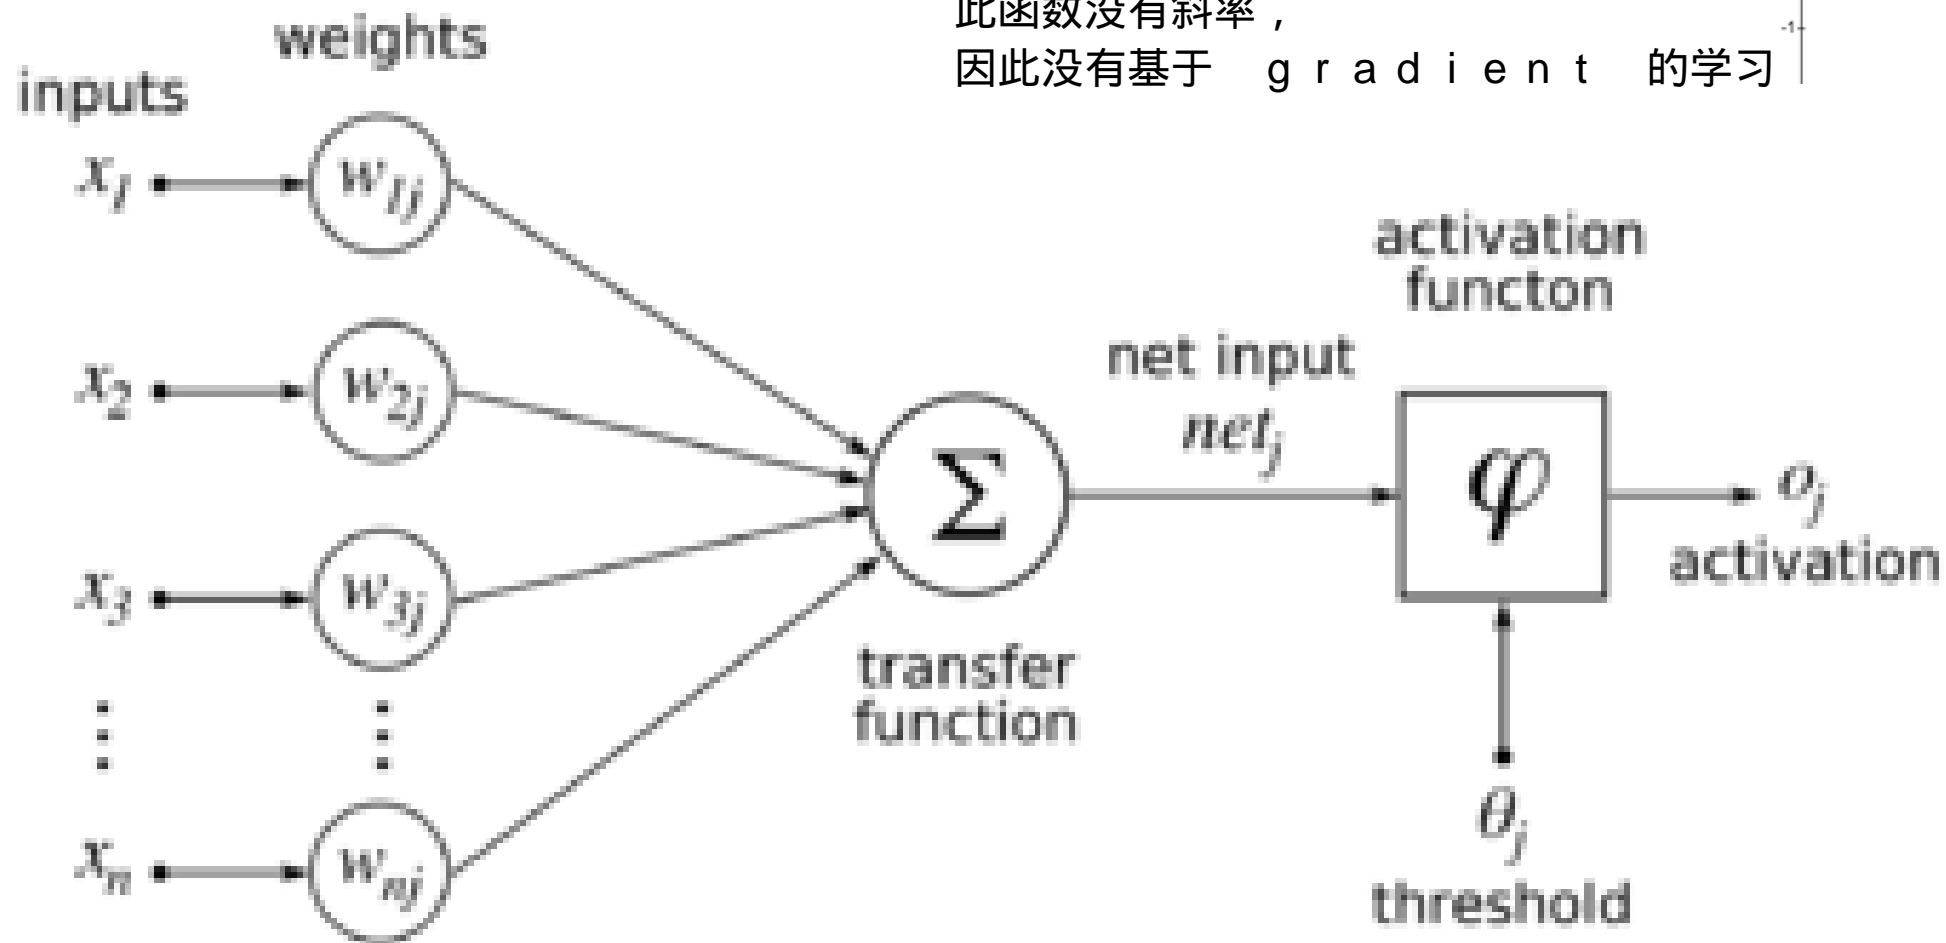 此函数没有斜率，
因此没有基于 gradient 的学习
-1
weights
inputs
x1
w1j
x2
w2j
x3
w3j
xn
wnj
Σ
transfer
function
net input
netj
activation
functon
φ
oj
activation
θj
threshold